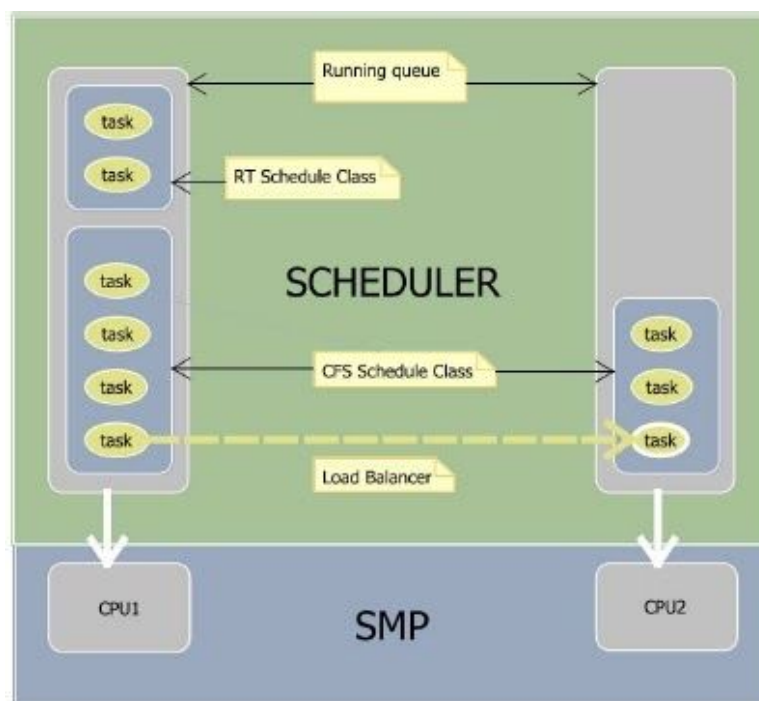 Running queue
task
task
RT Schedule Class
SCHEDULER
task
task
task
task
task
CFS Schedule Class
task
task
task
Load Balancer
CPU1
CPU2
SMP